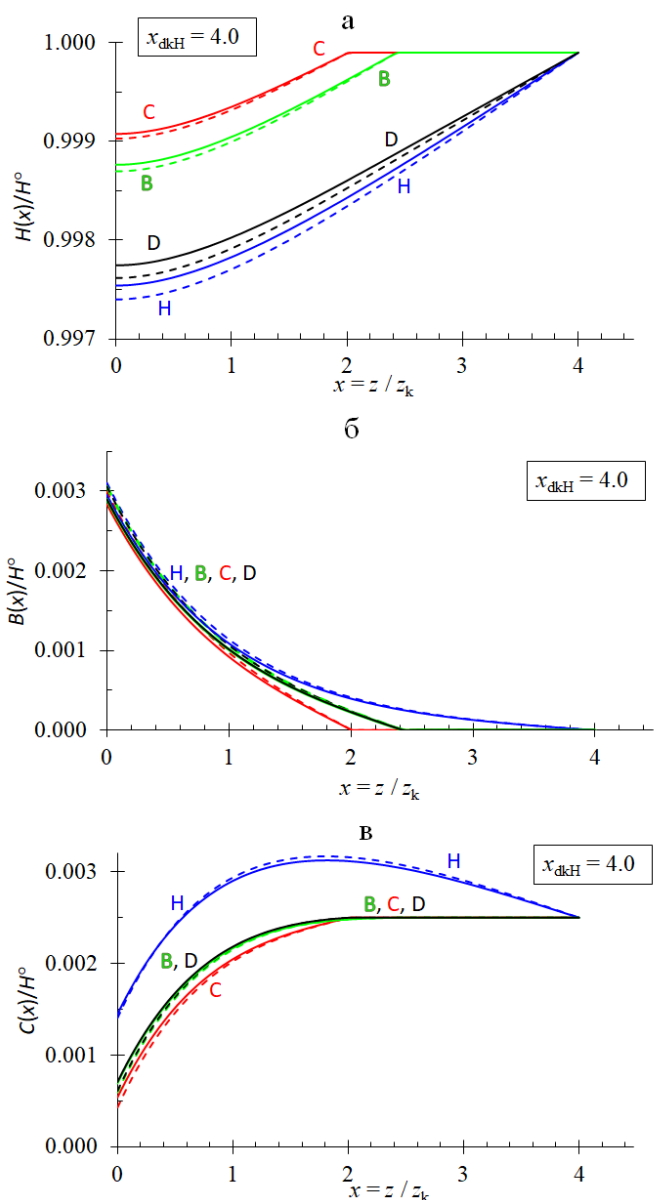 а
x_dkH = 4.0
1.000
0.999
0.998
0.997
H(x)/H°
C
B
C
B
D
H
D
H
0
1
2
3
4
x = z / z_k
б
x_dkH = 4.0
0.003
0.002
0.001
0.000
B(x)/H°
H, B, C, D
0
1
2
3
4
x = z / z_k
в
x_dkH = 4.0
0.003
0.002
0.001
0.000
C(x)/H°
H
H
B, C, D
B, D
C
0
1
2
3
4
x = z / z_k